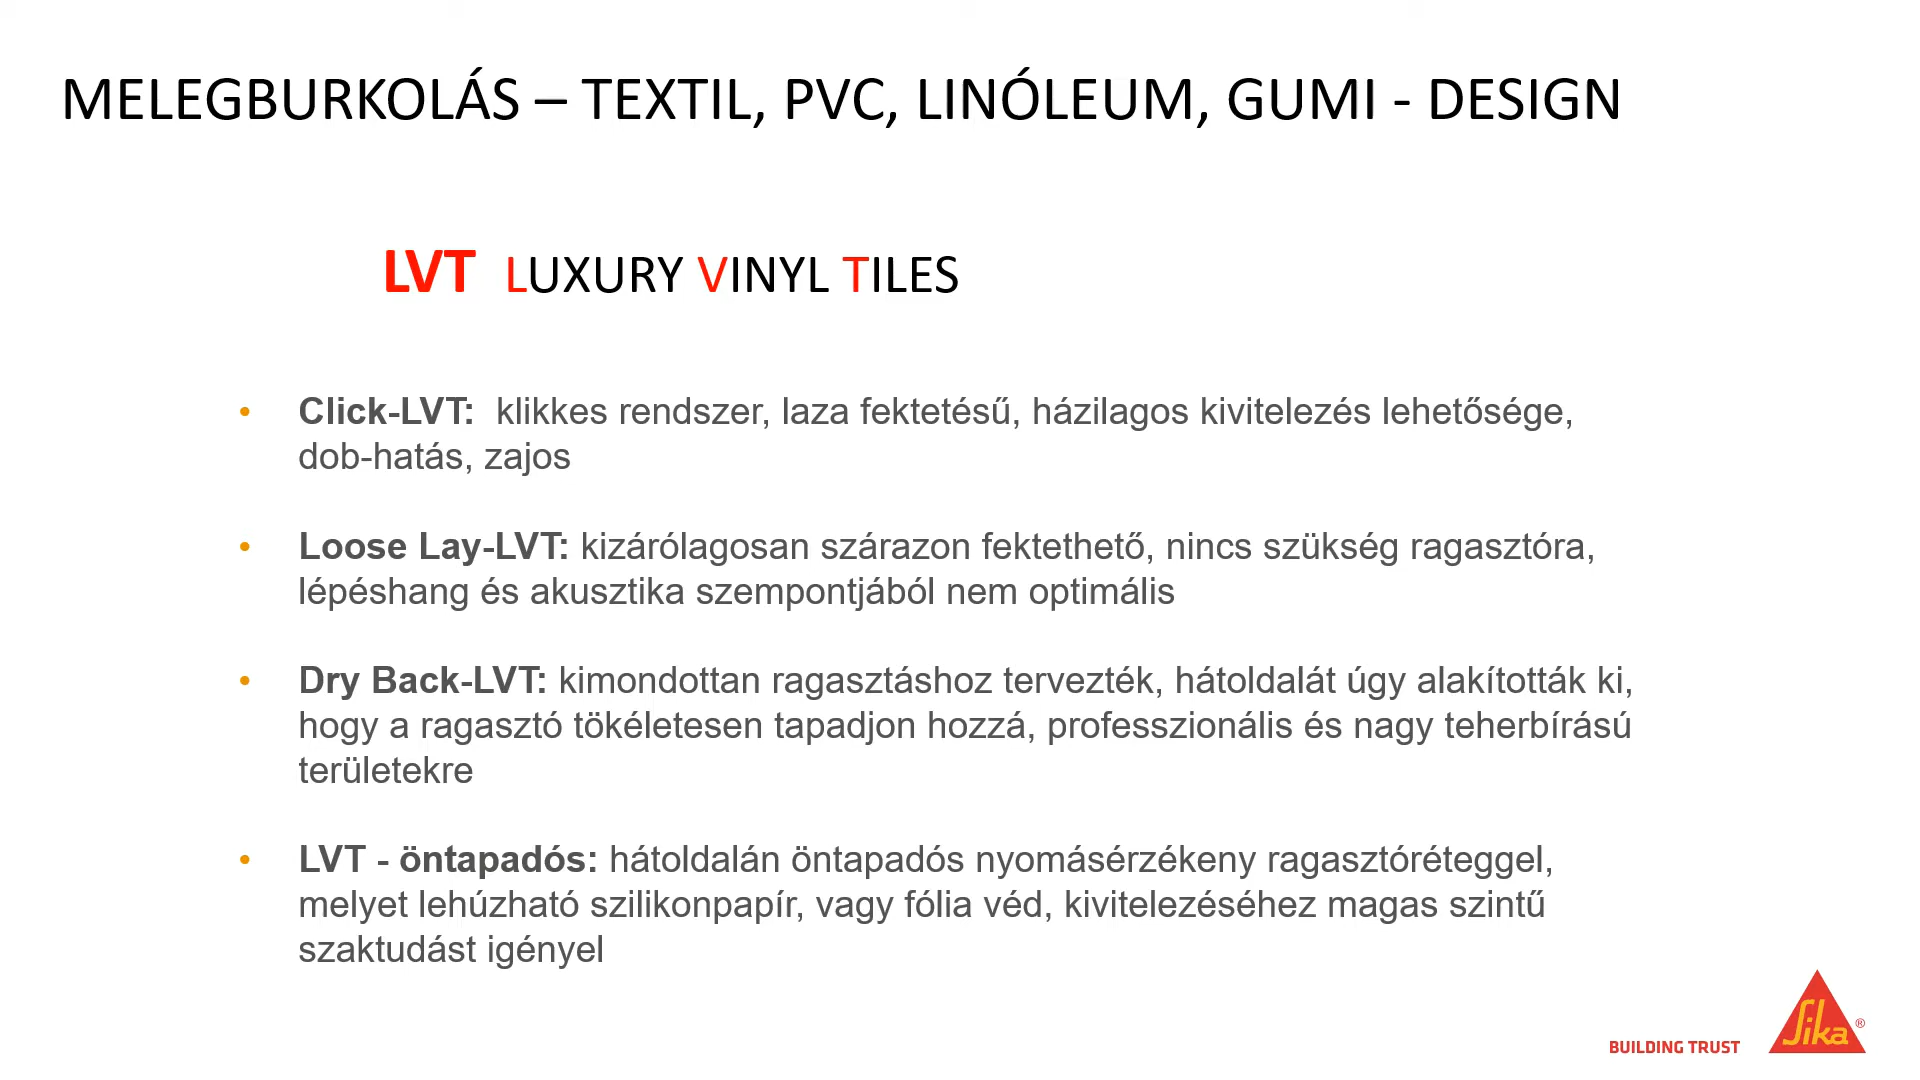 MELEGBURKOLÁS – TEXTIL, PVC, LINÓLEUM, GUMI - DESIGN
LVT LUXURY VINYL TILES
• Click-LVT: klikkes rendszer, laza fektetésű, házilagos kivitelezés lehetősége,
dob-hatás, zajos
• Loose Lay-LVT: kizárólagosan szárazon fektethető, nincs szükség ragasztóra,
lépéshang és akusztika szempontjából nem optimális
• Dry Back-LVT: kimondottan ragasztáshoz tervezték, hátoldalát úgy alakították ki,
hogy a ragasztó tökéletesen tapadjon hozzá, professzionális és nagy teherbírású
területekre
• LVT - öntapadós: hátoldalán öntapadós nyomásérzékeny ragasztóréteggel,
melyet lehúzható szilikonpapír, vagy fólia véd, kivitelezéséhez magas szintű
szaktudást igényel
BUILDING TRUST
Sika®